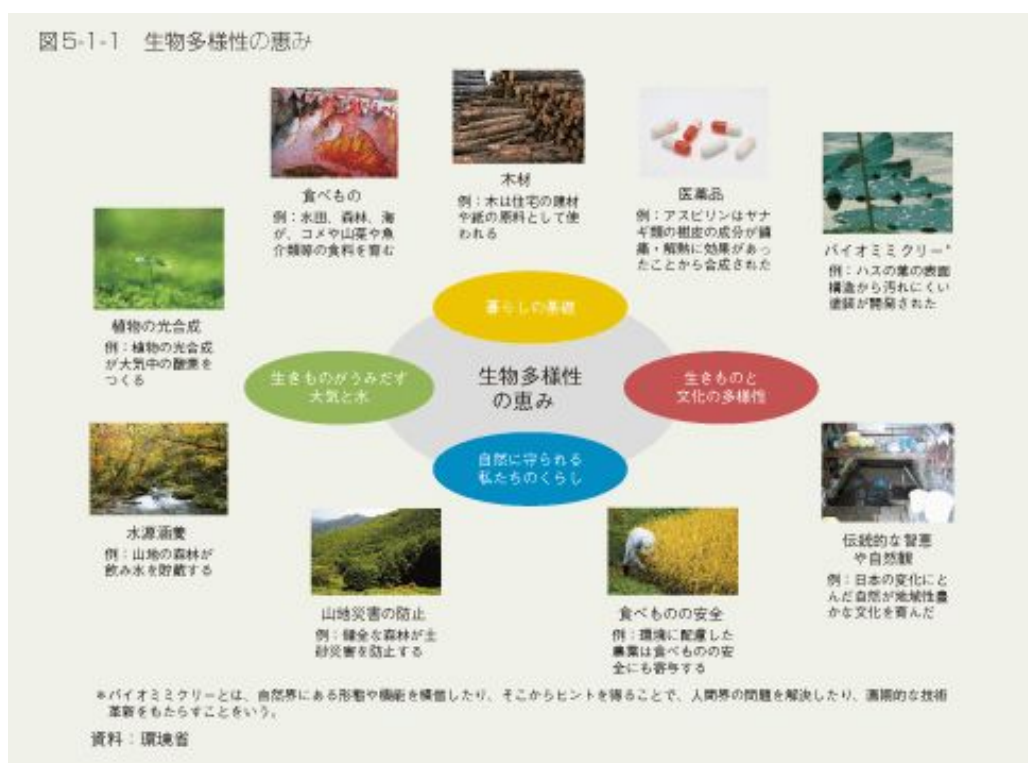 図5-1-1　生物多様性の恵み
食べもの
例：水田、森林、海
が、コメや山菜や魚
介類等の食料を育む
木材
例：木は住宅の建材
や紙の原料として使
われる
医薬品
例：アスピリンはヤナ
ギ類の樹皮の成分が鎮
痛・解熱に効果があっ
たことから合成された
バイオミミクリー*
例：ハスの葉の表面
構造から汚れにくい
塗装が開発された
植物の光合成
例：植物の光合成
が大気中の酸素を
つくる
暮らしの基礎
生きものがうみだす
大気と水
生物多様性
の恵み
生きものと
文化の多様性
自然に守られる
私たちのくらし
水源涵養
例：山地の森林が
飲み水を貯蔵する
山地災害の防止
例：健全な森林が土
砂災害を防止する
食べものの安全
例：環境に配慮した
農業は食べものの安
全にも寄与する
伝統的な智恵
や自然観
例：日本の変化にと
んだ自然が地域性豊
かな文化を育んだ
*バイオミミクリーとは、自然界にある形態や機能を模倣したり、そこからヒントを得ることで、人間界の問題を解決したり、画期的な技術
革新をもたらすことをいう。
資料：環境省